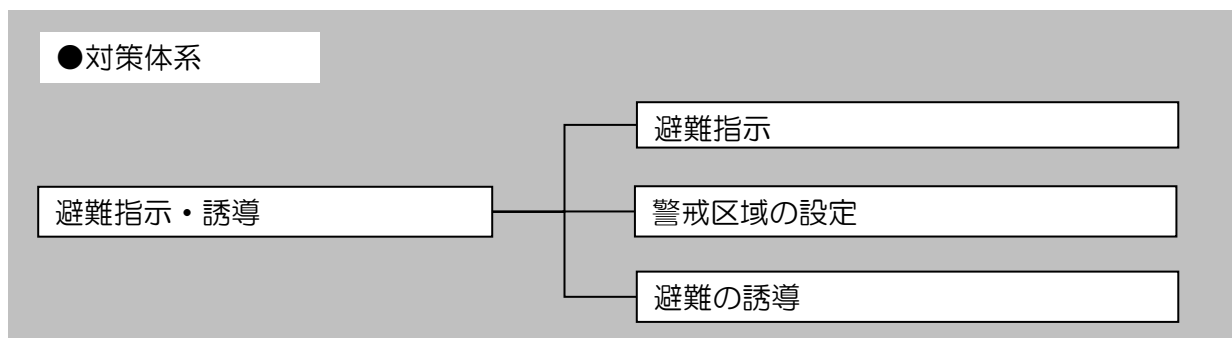 ●対策体系
避難指示
避難指示・誘導
警戒区域の設定
避難の誘導